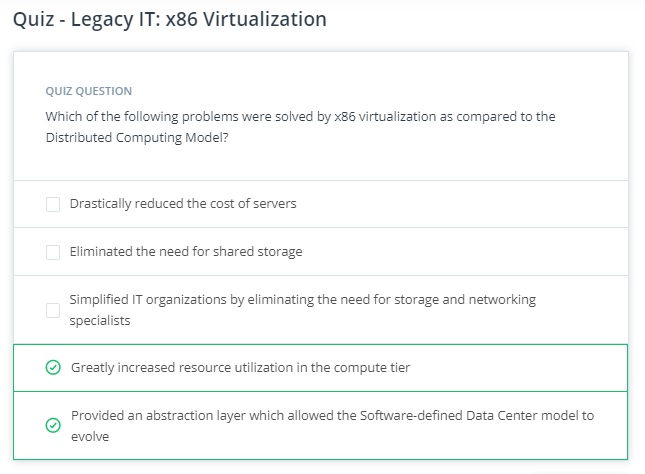 Quiz - Legacy IT: x86 Virtualization
QUIZ QUESTION
Which of the following problems were solved by x86 virtualization as compared to the
Distributed Computing Model?
Drastically reduced the cost of servers
Eliminated the need for shared storage
Simplified IT organizations by eliminating the need for storage and networking
specialists
Greatly increased resource utilization in the compute tier
Provided an abstraction layer which allowed the Software-defined Data Center model to
evolve